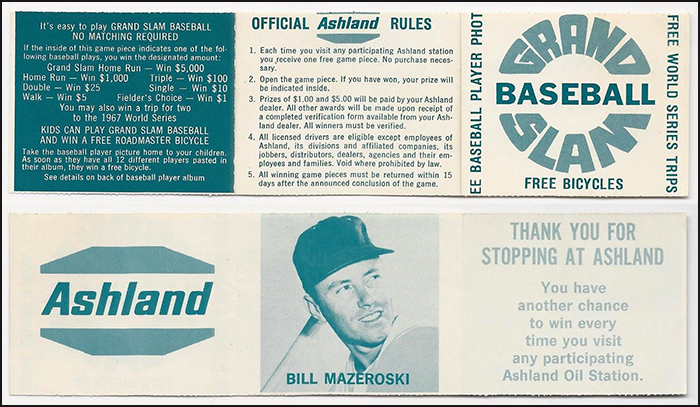 It's easy to play GRAND SLAM BASEBALL
NO MATCHING REQUIRED
If the inside of this game piece indicates one of the fol-
lowing baseball plays, you win the designated amount:
Grand Slam Home Run — Win $5,000
Home Run — Win $1,000 Triple — Win $100
Double — Win $25 Single — Win $10
Walk — Win $5 Fielder's Choice — Win $1
You may also win a trip for two
to the 1967 World Series
KIDS CAN PLAY GRAND SLAM BASEBALL
AND WIN A FREE ROADMASTER BICYCLE
Take the baseball player picture home to your children.
As soon as they have all 12 different players pasted in
their album, they win a free bicycle.
See details on back of baseball player album
OFFICIAL Ashland RULES
1. Each time you visit any participating Ashland station
you receive one free game piece. No purchase neces-
sary.
2. Open the game piece. If you have won, your prize will
be indicated inside.
3. Prizes of $1.00 and $5.00 will be paid by your Ashland
dealer. All other awards will be made upon receipt of
a completed verification form available from your Ash-
land dealer. All winners must be verified.
4. All licensed drivers are eligible except employees of
Ashland, its divisions and affiliated companies, its
jobbers, distributors, dealers, agencies and their em-
ployees and families. Void where prohibited by law.
5. All winning game pieces must be returned within 15
days after the announced conclusion of the game.
EE BASEBALL PLAYER PHOT
GRAND
BASEBALL
SLAM
FREE BICYCLES
FREE WORLD SERIES TRIPS
Ashland
BILL MAZEROSKI
THANK YOU FOR
STOPPING AT ASHLAND
You have
another chance
to win every
time you visit
any participating
Ashland Oil Station.